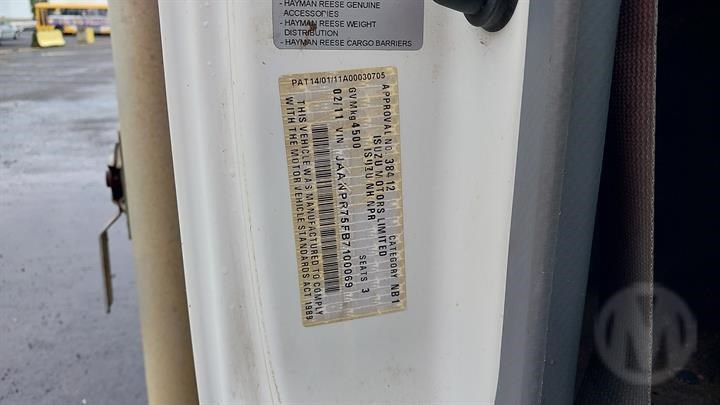 - HAYMAN REESE GENUINE
ACCESSORIES
- HAYMAN REESE WEIGHT
DISTRIBUTION
- HAYMAN REESE CARGO BARRIERS
PAT14/01/11A00030705
APPROVAL NO. 38412 CATEGORY NB1
ISUZU MOTORS LIMITED
ISUZU NH NPR
GVM kg 4500 SEATS 3
02/11 VIN JAANPR75FB7100069
THIS VEHICLE WAS MANUFACTURED TO COMPLY
WITH THE MOTOR VEHICLE STANDARDS ACT 1989
M